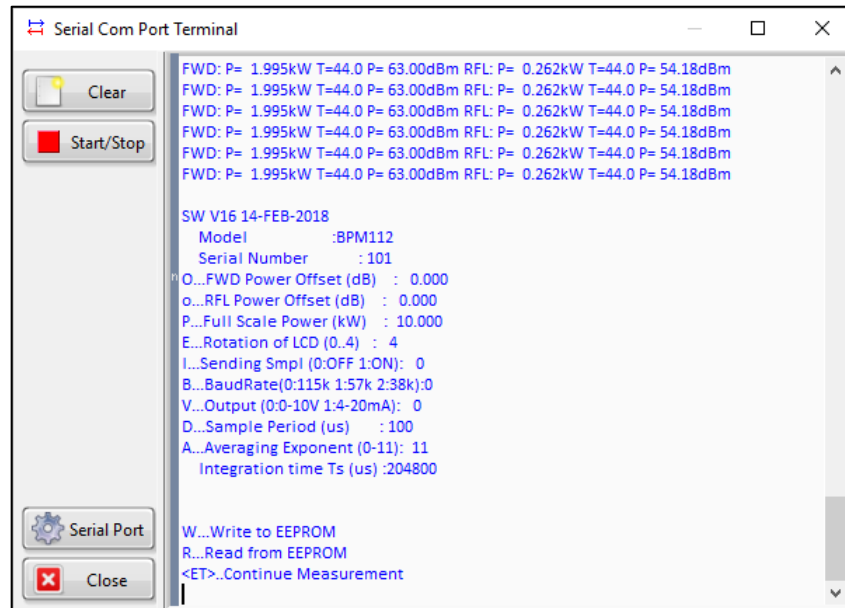 Serial Com Port Terminal
Clear
Start/Stop
FWD: P=  1.995kW T=44.0 P= 63.00dBm RFL: P=  0.262kW T=44.0 P= 54.18dBm
FWD: P=  1.995kW T=44.0 P= 63.00dBm RFL: P=  0.262kW T=44.0 P= 54.18dBm
FWD: P=  1.995kW T=44.0 P= 63.00dBm RFL: P=  0.262kW T=44.0 P= 54.18dBm
FWD: P=  1.995kW T=44.0 P= 63.00dBm RFL: P=  0.262kW T=44.0 P= 54.18dBm
FWD: P=  1.995kW T=44.0 P= 63.00dBm RFL: P=  0.262kW T=44.0 P= 54.18dBm
FWD: P=  1.995kW T=44.0 P= 63.00dBm RFL: P=  0.262kW T=44.0 P= 54.18dBm
SW V16 14-FEB-2018
Model :BPM112
Serial Number : 101
n
O...FWD Power Offset (dB) : 0.000
o...RFL Power Offset (dB) : 0.000
P...Full Scale Power (kW) : 10.000
E...Rotation of LCD (0..4) : 4
I...Sending Smpl (0:OFF 1:ON): 0
B...BaudRate(0:115k 1:57k 2:38k):0
V...Output (0:0-10V 1:4-20mA): 0
D...Sample Period (us) : 100
A...Averaging Exponent (0-11): 11
Integration time Ts (us) :204800
W...Write to EEPROM
R...Read from EEPROM
<ET>..Continue Measurement
Serial Port
Close